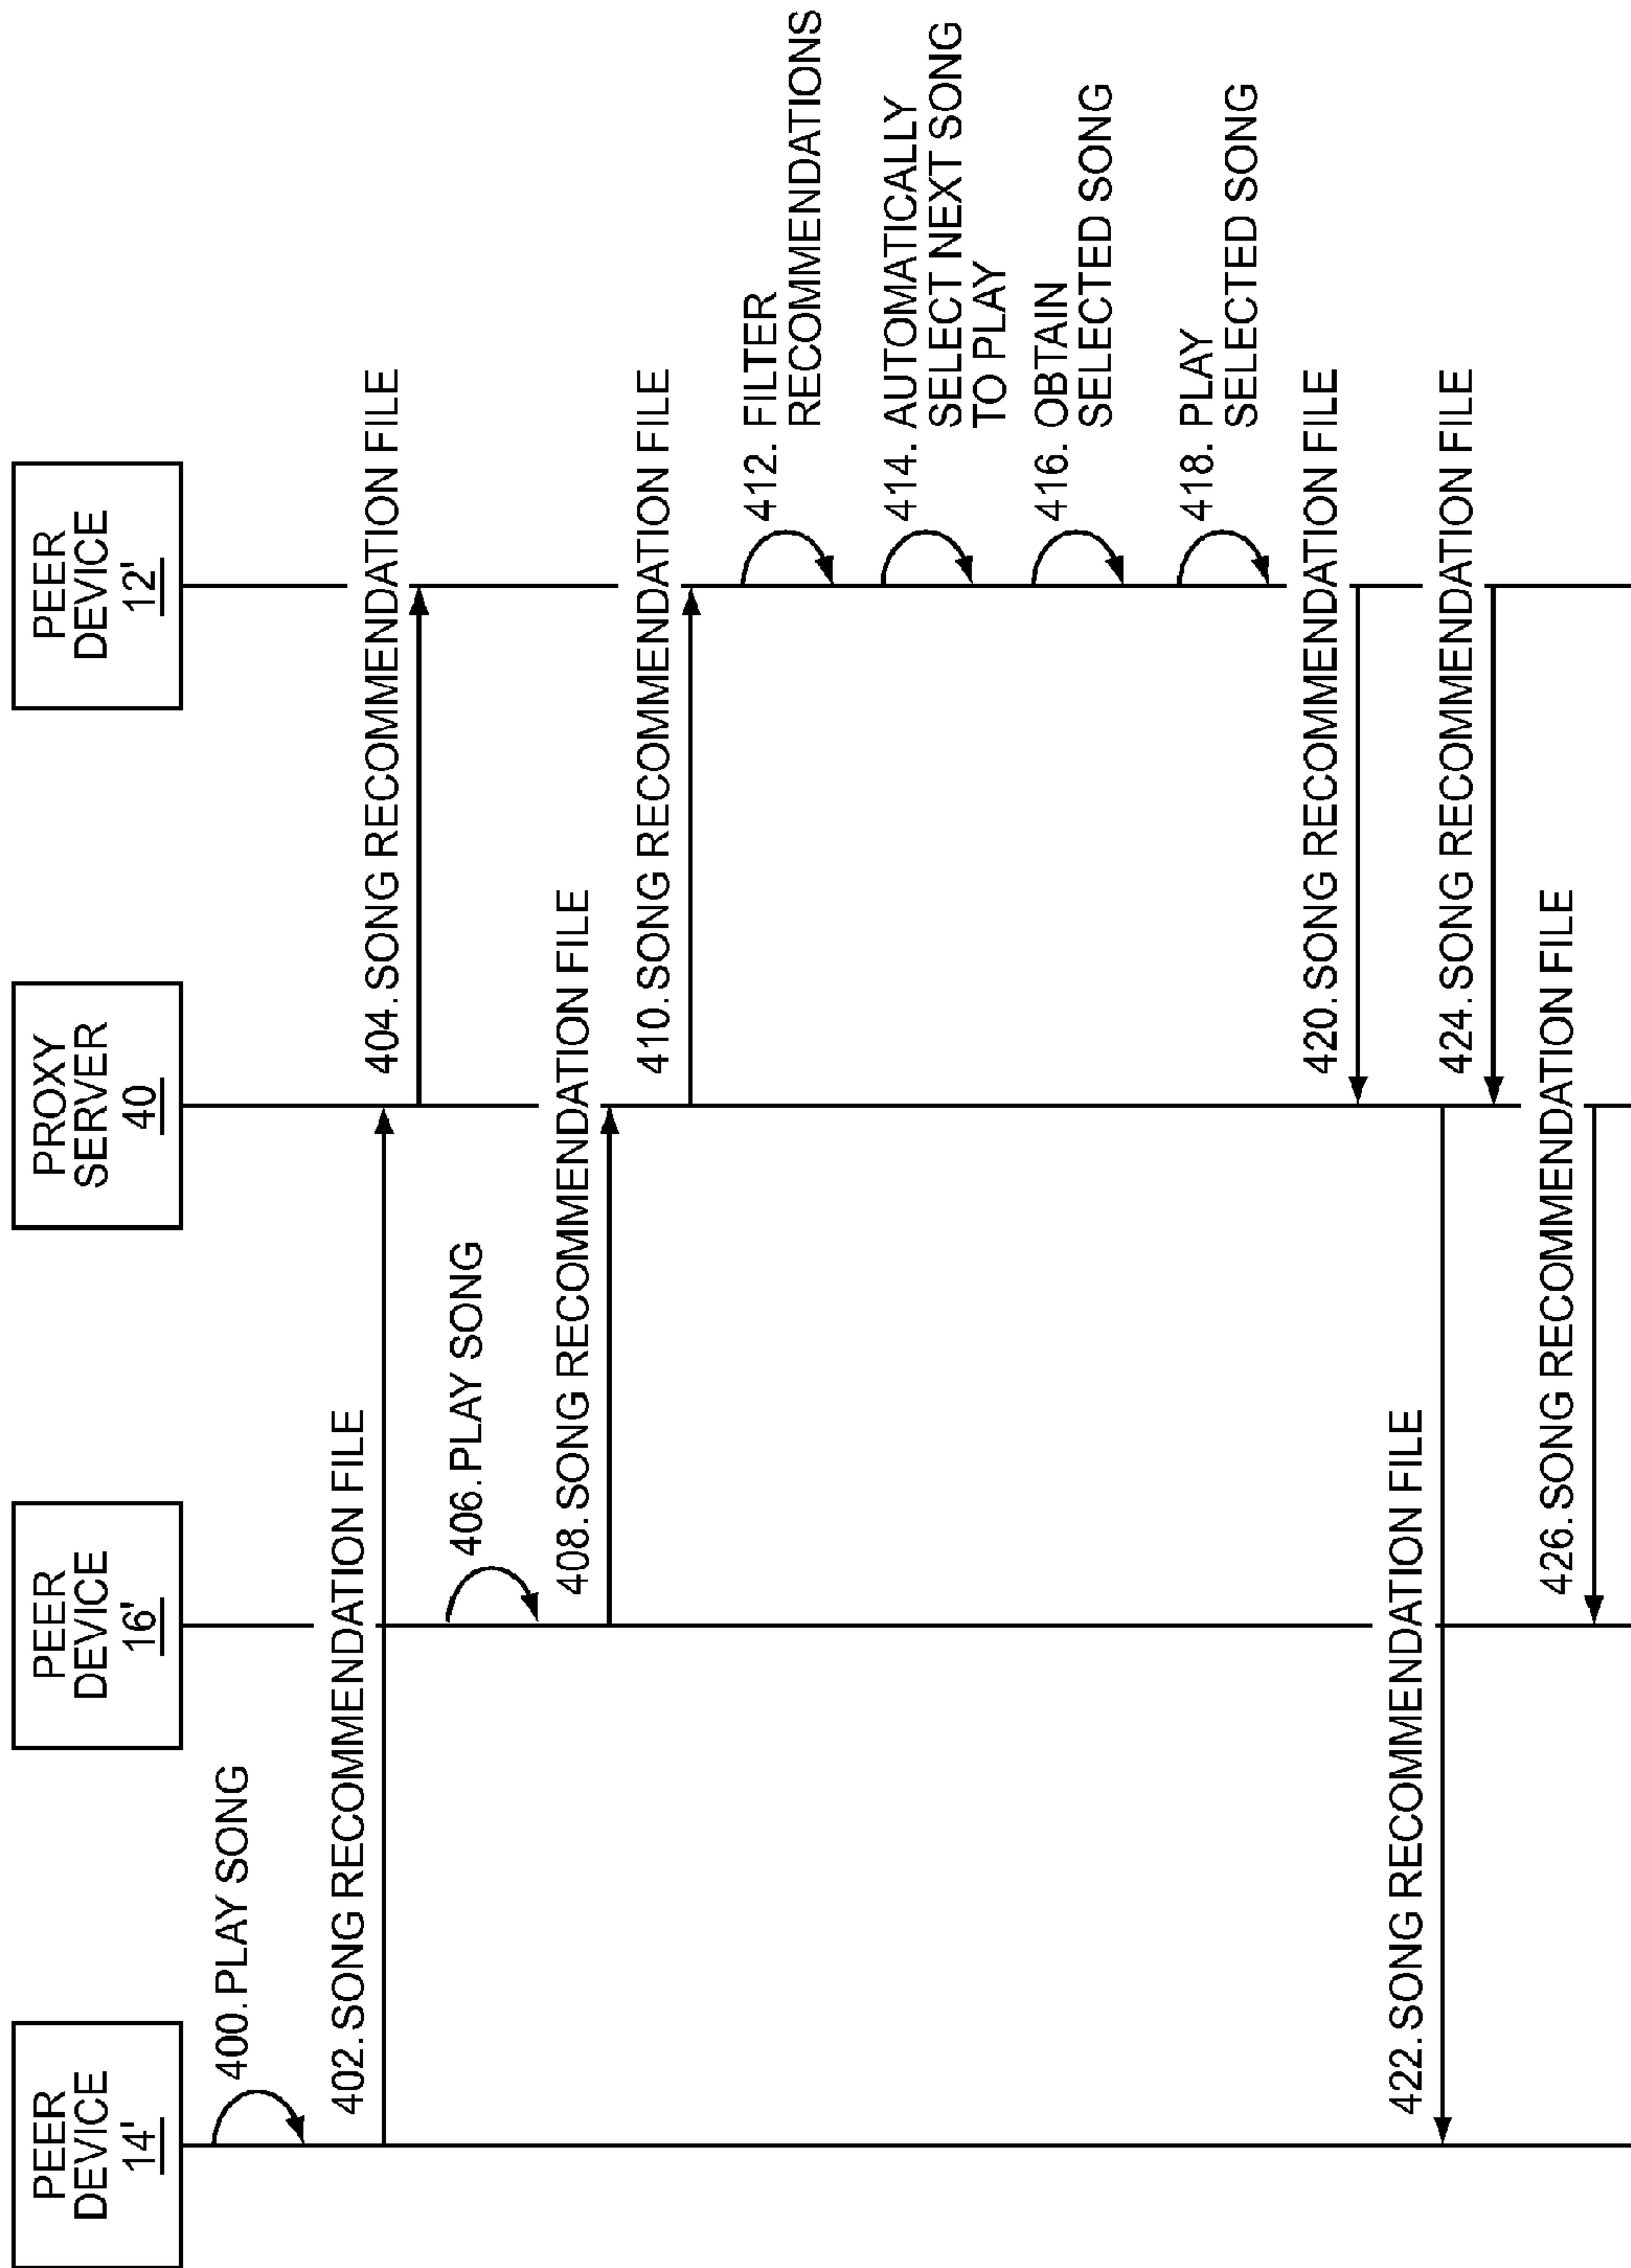 PEER
DEVICE
14'
PEER
DEVICE
16'
PROXY
SERVER
40
PEER
DEVICE
12'
400. PLAY SONG
402. SONG RECOMMENDATION FILE
404. SONG RECOMMENDATION FILE
406. PLAY SONG
408. SONG RECOMMENDATION FILE
410. SONG RECOMMENDATION FILE
412. FILTER
RECOMMENDATIONS
414. AUTOMATICALLY
SELECT NEXT SONG
TO PLAY
416. OBTAIN
SELECTED SONG
418. PLAY
SELECTED SONG
420. SONG RECOMMENDATION FILE
422. SONG RECOMMENDATION FILE
424. SONG RECOMMENDATION FILE
426. SONG RECOMMENDATION FILE